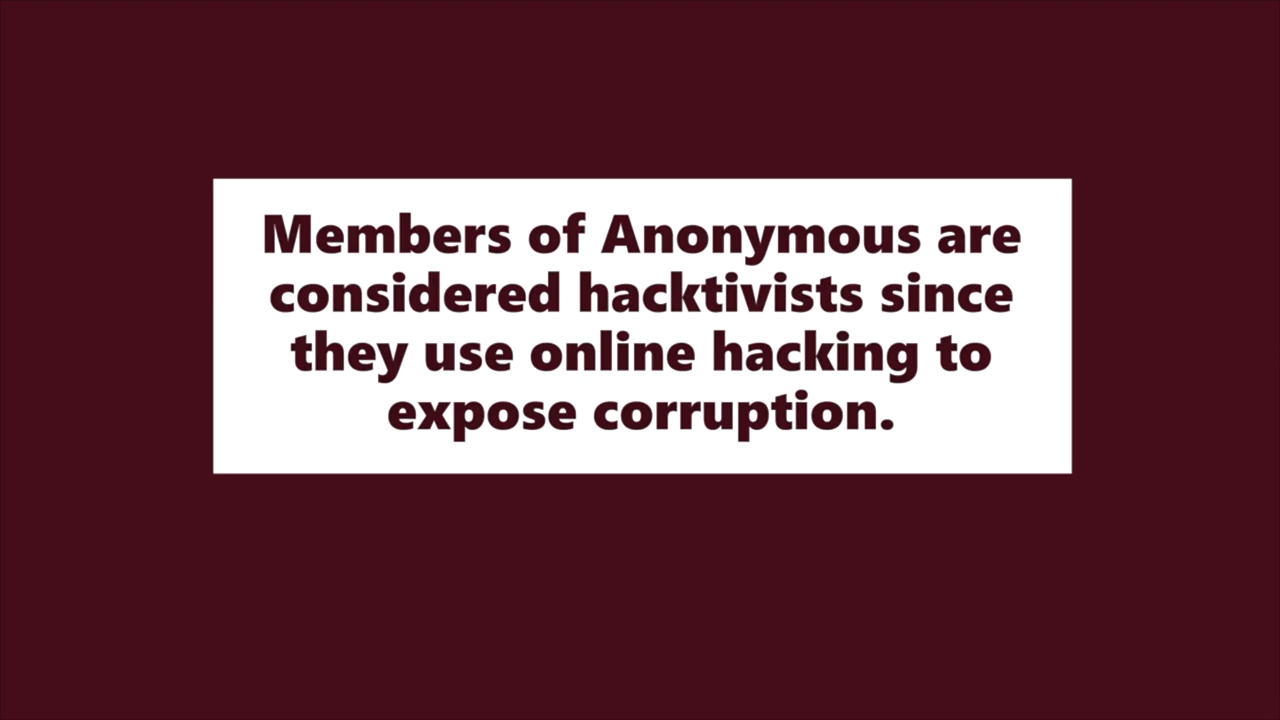 Members of Anonymous are
considered hacktivists since
they use online hacking to
expose corruption.